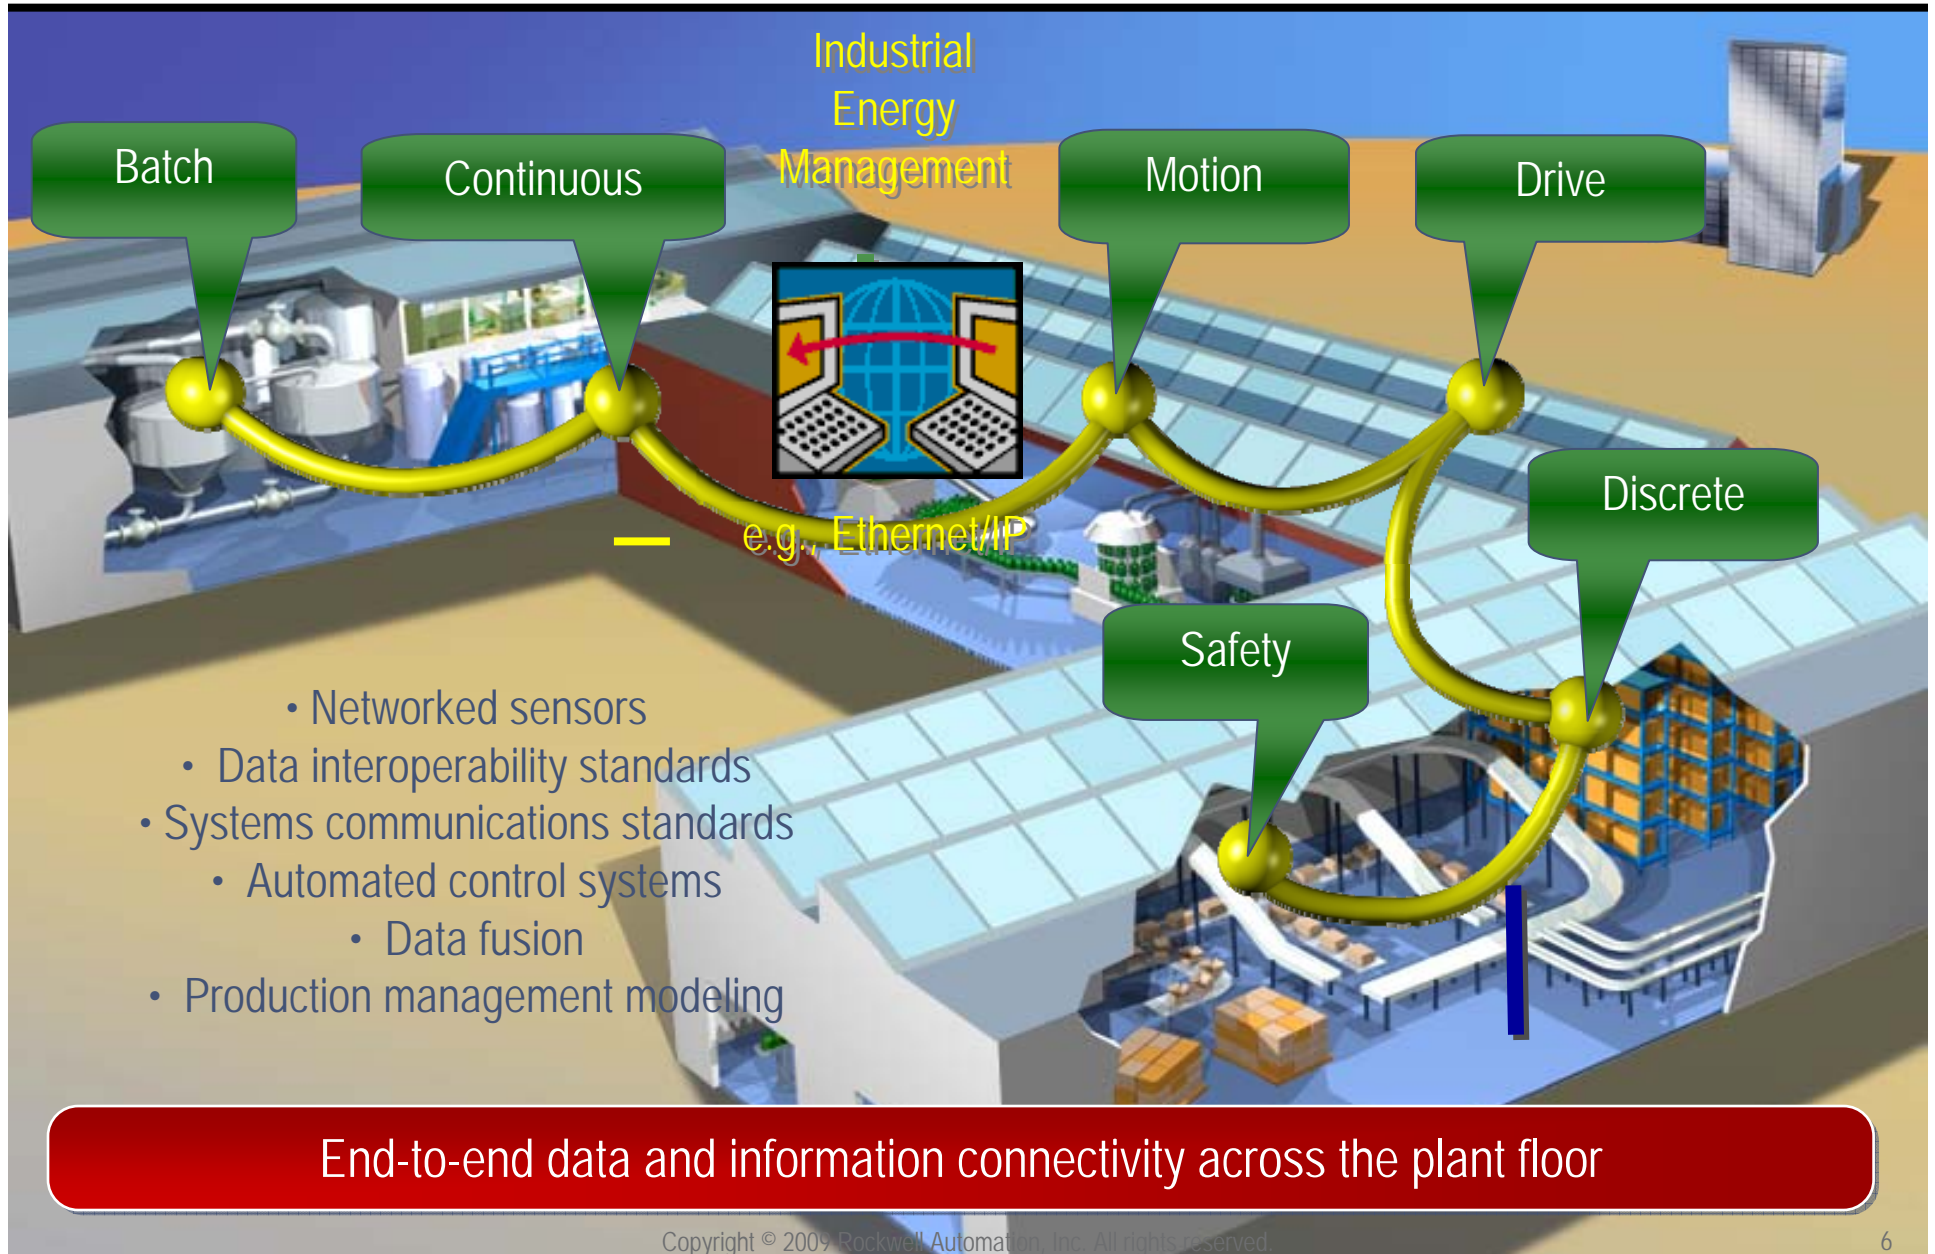 Industrial
Energy
Management
Batch
Continuous
Motion
Drive
Discrete
e.g., Ethernet/IP
Safety
• Networked sensors
• Data interoperability standards
• Systems communications standards
• Automated control systems
• Data fusion
• Production management modeling
End-to-end data and information connectivity across the plant floor
Copyright © 2009 Rockwell Automation, Inc. All rights reserved.
6